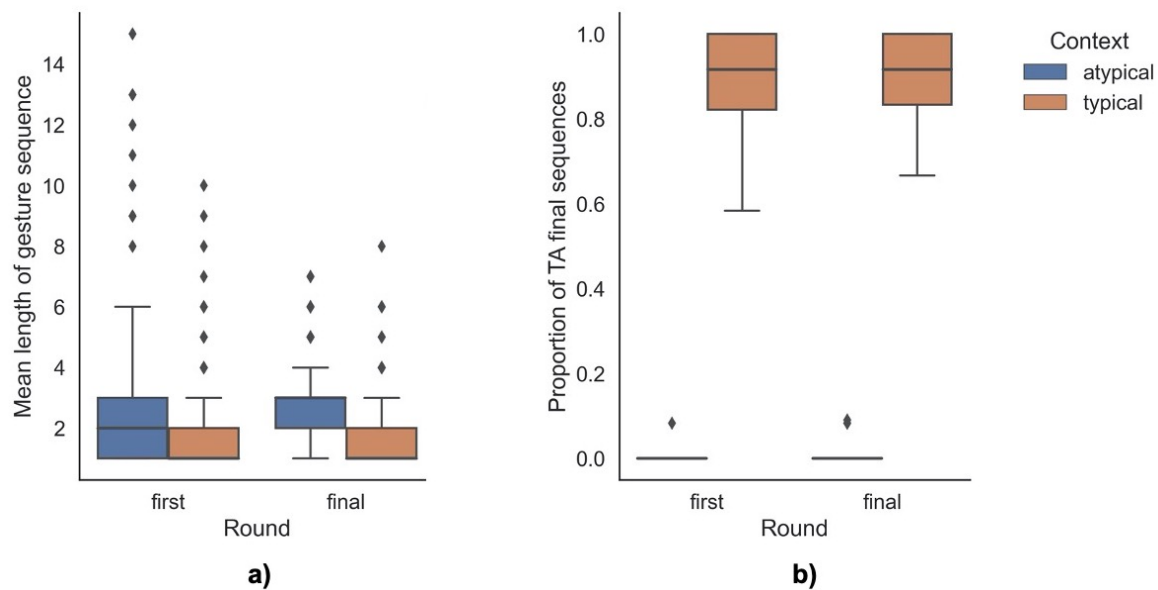 Mean length of gesture sequence
14
12
10
8
6
4
2
first
final
Round
a)
Proportion of TA final sequences
1.0
0.8
0.6
0.4
0.2
0.0
first
final
Round
b)
Context
atypical
typical